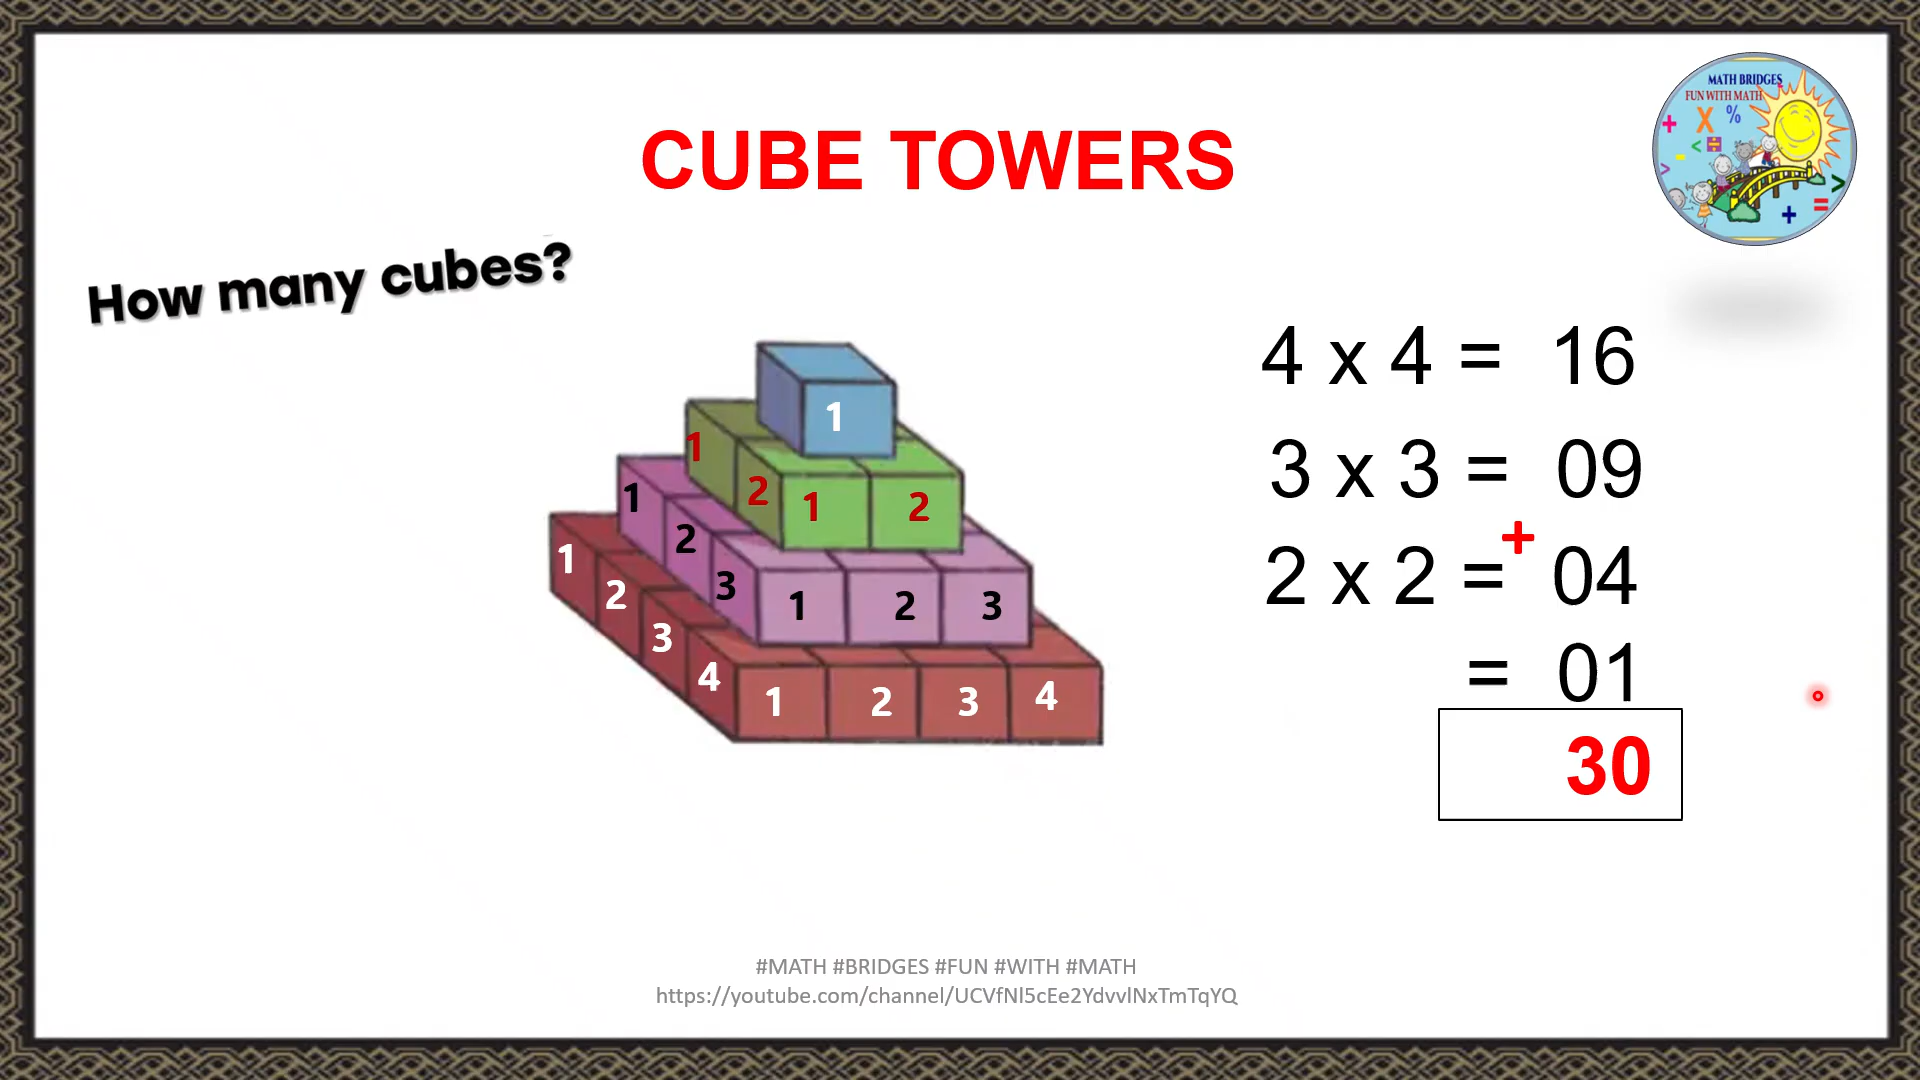 MATH BRIDGES
FUN WITH MATH
X %
+
< ÷
-
>
>
=
+
CUBE TOWERS
How many cubes?
1
1
2 1 2
1
2
3 1 2 3
1
2
3
4 1 2 3 4
4 x 4 = 16
3 x 3 = 09
+
2 x 2 = 04
= 01
30
#MATH #BRIDGES #FUN #WITH #MATH
https://youtube.com/channel/UCVfNl5cEe2YdvvlNxTmTqYQ